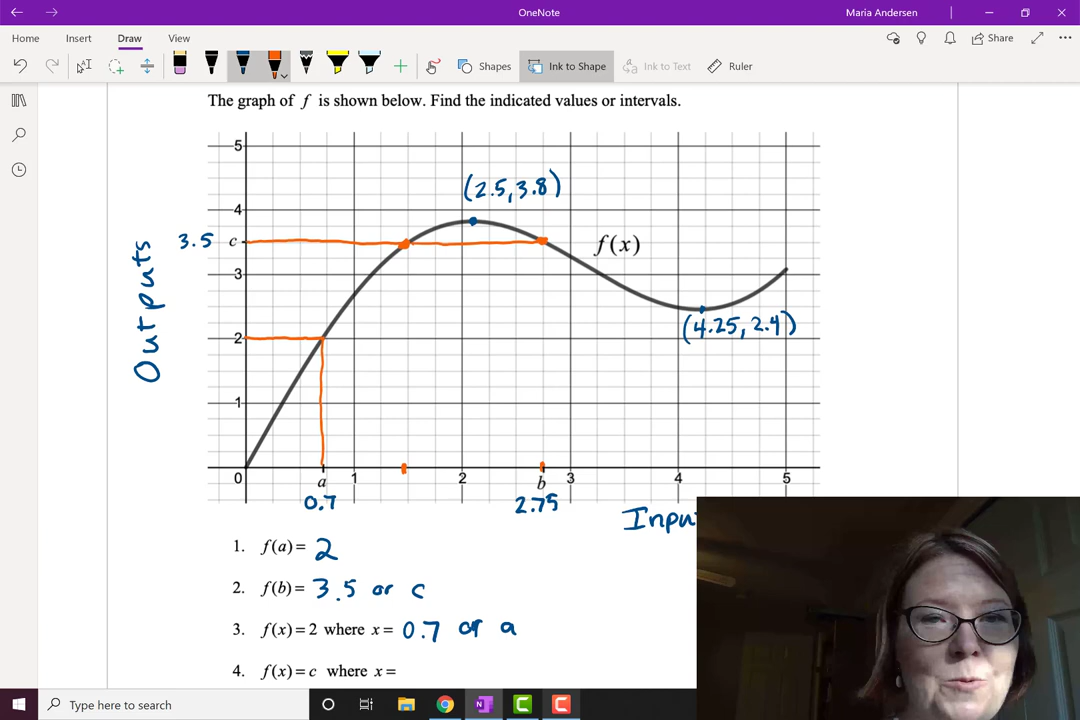 OneNote
Maria Andersen
Home Insert Draw View
Share
Shapes Ink to Shape Ink to Text Ruler
The graph of f is shown below. Find the indicated values or intervals.
5
(2.5, 3.8)
4
3.5 c
f(x)
3
Outputs
(4.25, 2.4)
2
1
0 a 1 2 b 3 4 5
0.7 2.75
Inpu
1. f(a) = 2
2. f(b) = 3.5 or c
3. f(x) = 2 where x = 0.7 or a
4. f(x) = c where x =
Type here to search